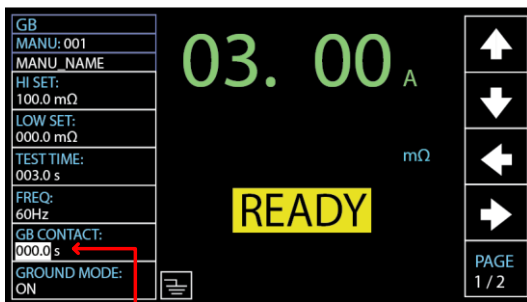 GB
MANU: 001
MANU_NAME
HI SET:
100.0 mΩ
LOW SET:
000.0 mΩ
TEST TIME:
003.0 s
FREQ:
60Hz
GB CONTACT:
000.0 s
GROUND MODE:
ON
03. 00 A
mΩ
READY
PAGE
1 / 2